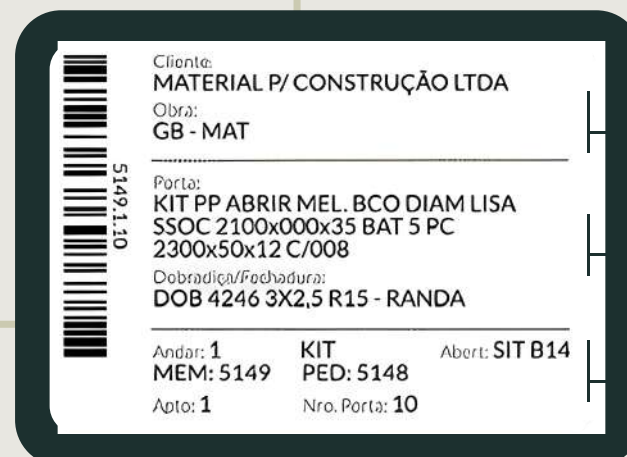 Cliente:
MATERIAL P/ CONSTRUÇÃO LTDA
Obra:
GB - MAT
5149.1.10
Porta:
KIT PP ABRIR MEL. BCO DIAM LISA
SSOC 2100x000x35 BAT 5 PC
2300x50x12 C/008
Dobradiça/Fechadura:
DOB 4246 3X2,5 R15 - RANDA
Andar: 1 KIT Abert: SIT B14
MEM: 5149 PED: 5148
Apto: 1 Nro. Porta: 10